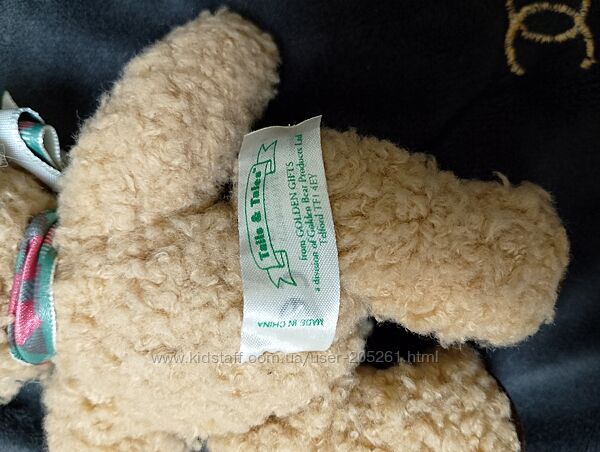 Tails & Tales
from GOLDEN GIFTS
a division of Golden Bear Products Ltd
Telford TF1 4EY
MADE IN CHINA
www.kidstaff.com.ua/user-205261.html